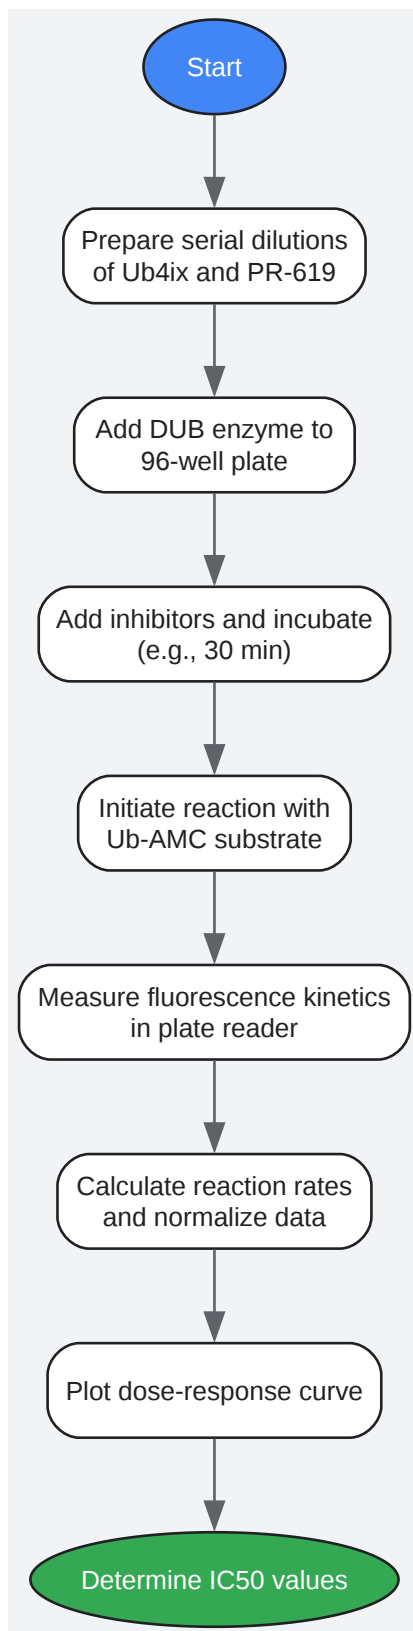 Start
Prepare serial dilutions
of Ub4ix and PR-619
Add DUB enzyme to
96-well plate
Add inhibitors and incubate
(e.g., 30 min)
Initiate reaction with
Ub-AMC substrate
Measure fluorescence kinetics
in plate reader
Calculate reaction rates
and normalize data
Plot dose-response curve
Determine IC50 values